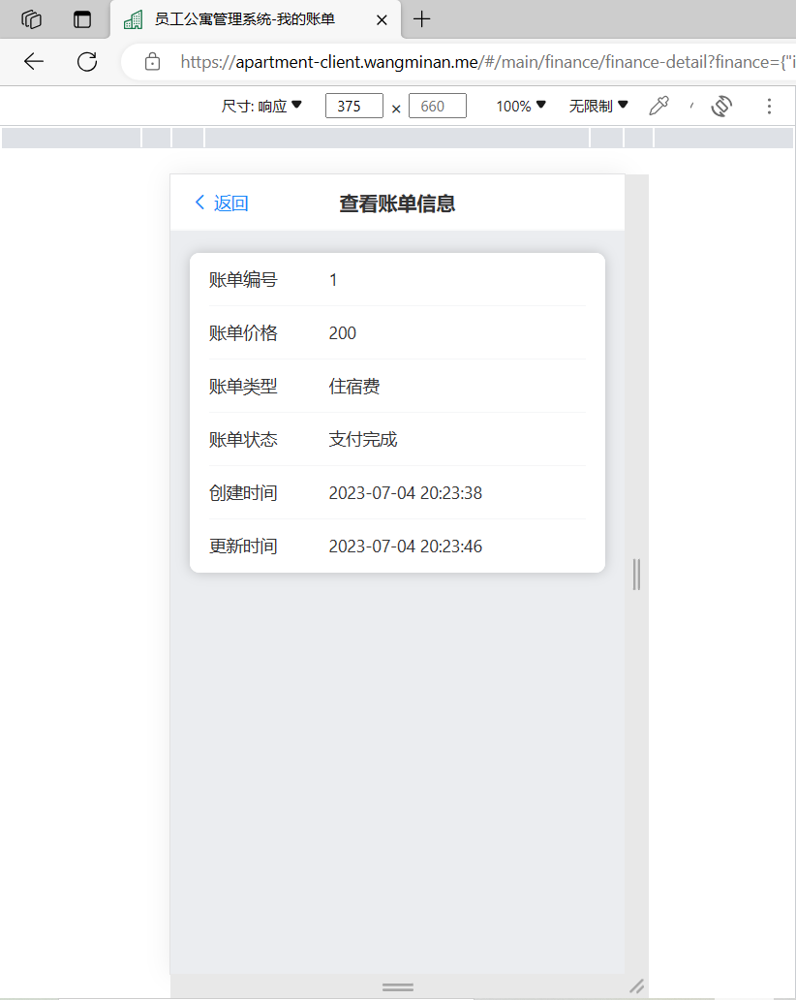 员工公寓管理系统-我的账单
https://apartment-client.wangminan.me/#/main/finance/finance-detail?finance={"i
尺寸: 响应 375 × 660 100% 无限制
返回 查看账单信息
账单编号 1
账单价格 200
账单类型 住宿费
账单状态 支付完成
创建时间 2023-07-04 20:23:38
更新时间 2023-07-04 20:23:46